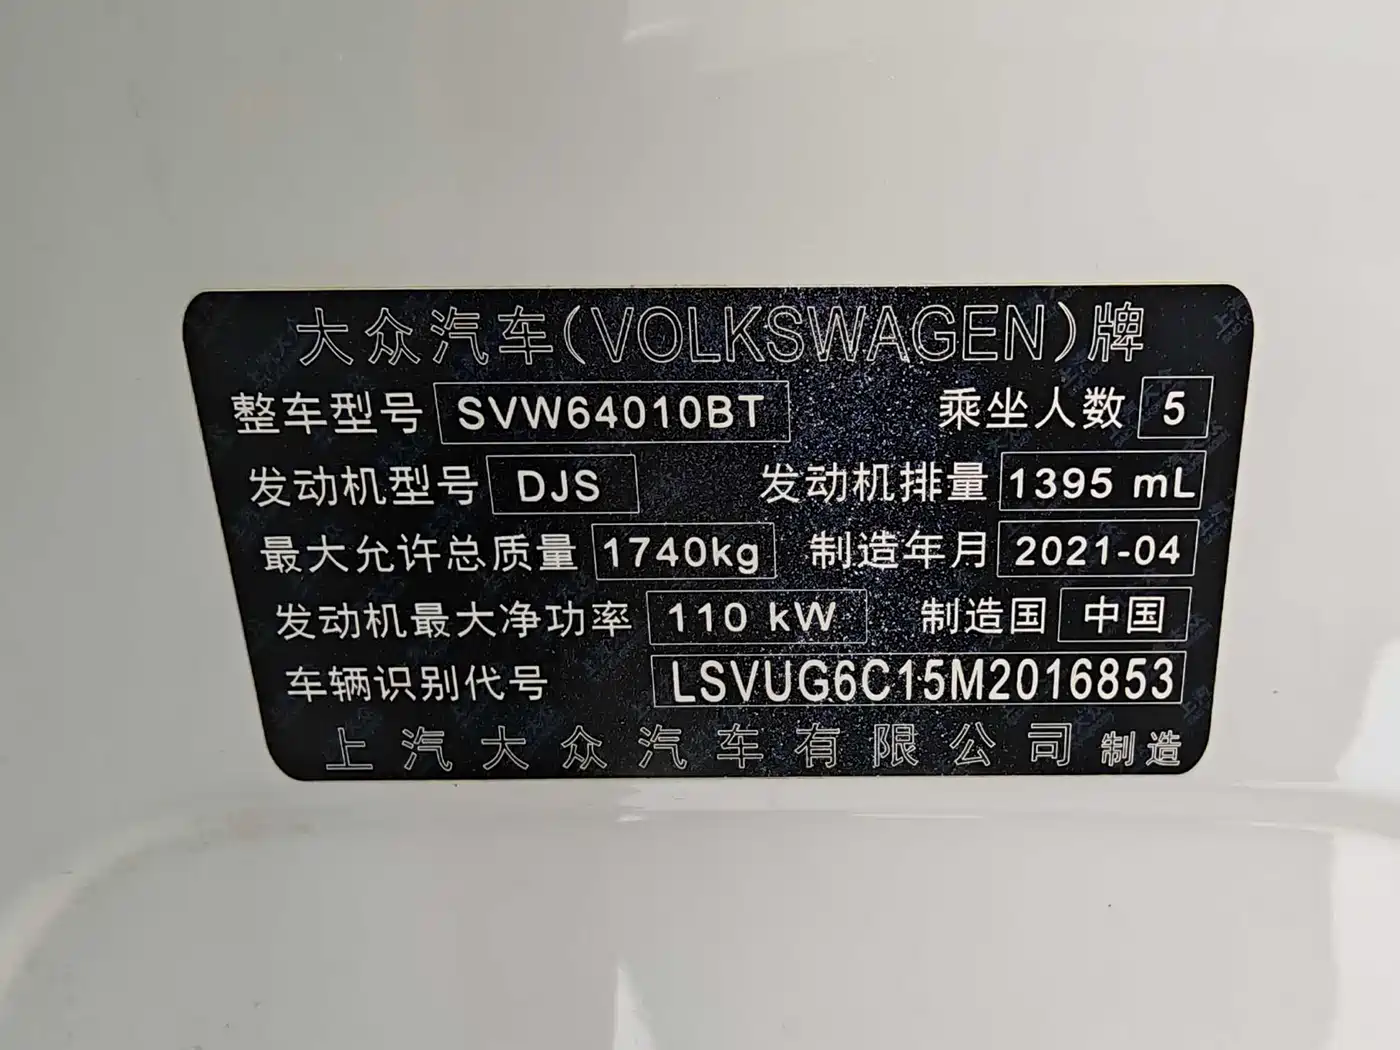 大众汽车(VOLKSWAGEN)牌
整车型号 SVW64010BT 乘坐人数 5
发动机型号 DJS 发动机排量 1395 mL
最大允许总质量 1740kg 制造年月 2021-04
发动机最大净功率 110 kW 制造国 中国
车辆识别代号 LSVUG6C15M2016853
上汽大众汽车有限公司 制造